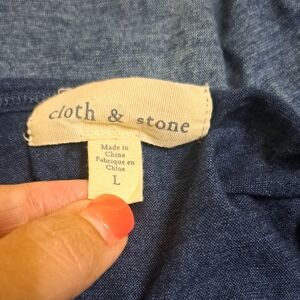 cloth & stone
Made in
China
Fabriqué en
Chine
L